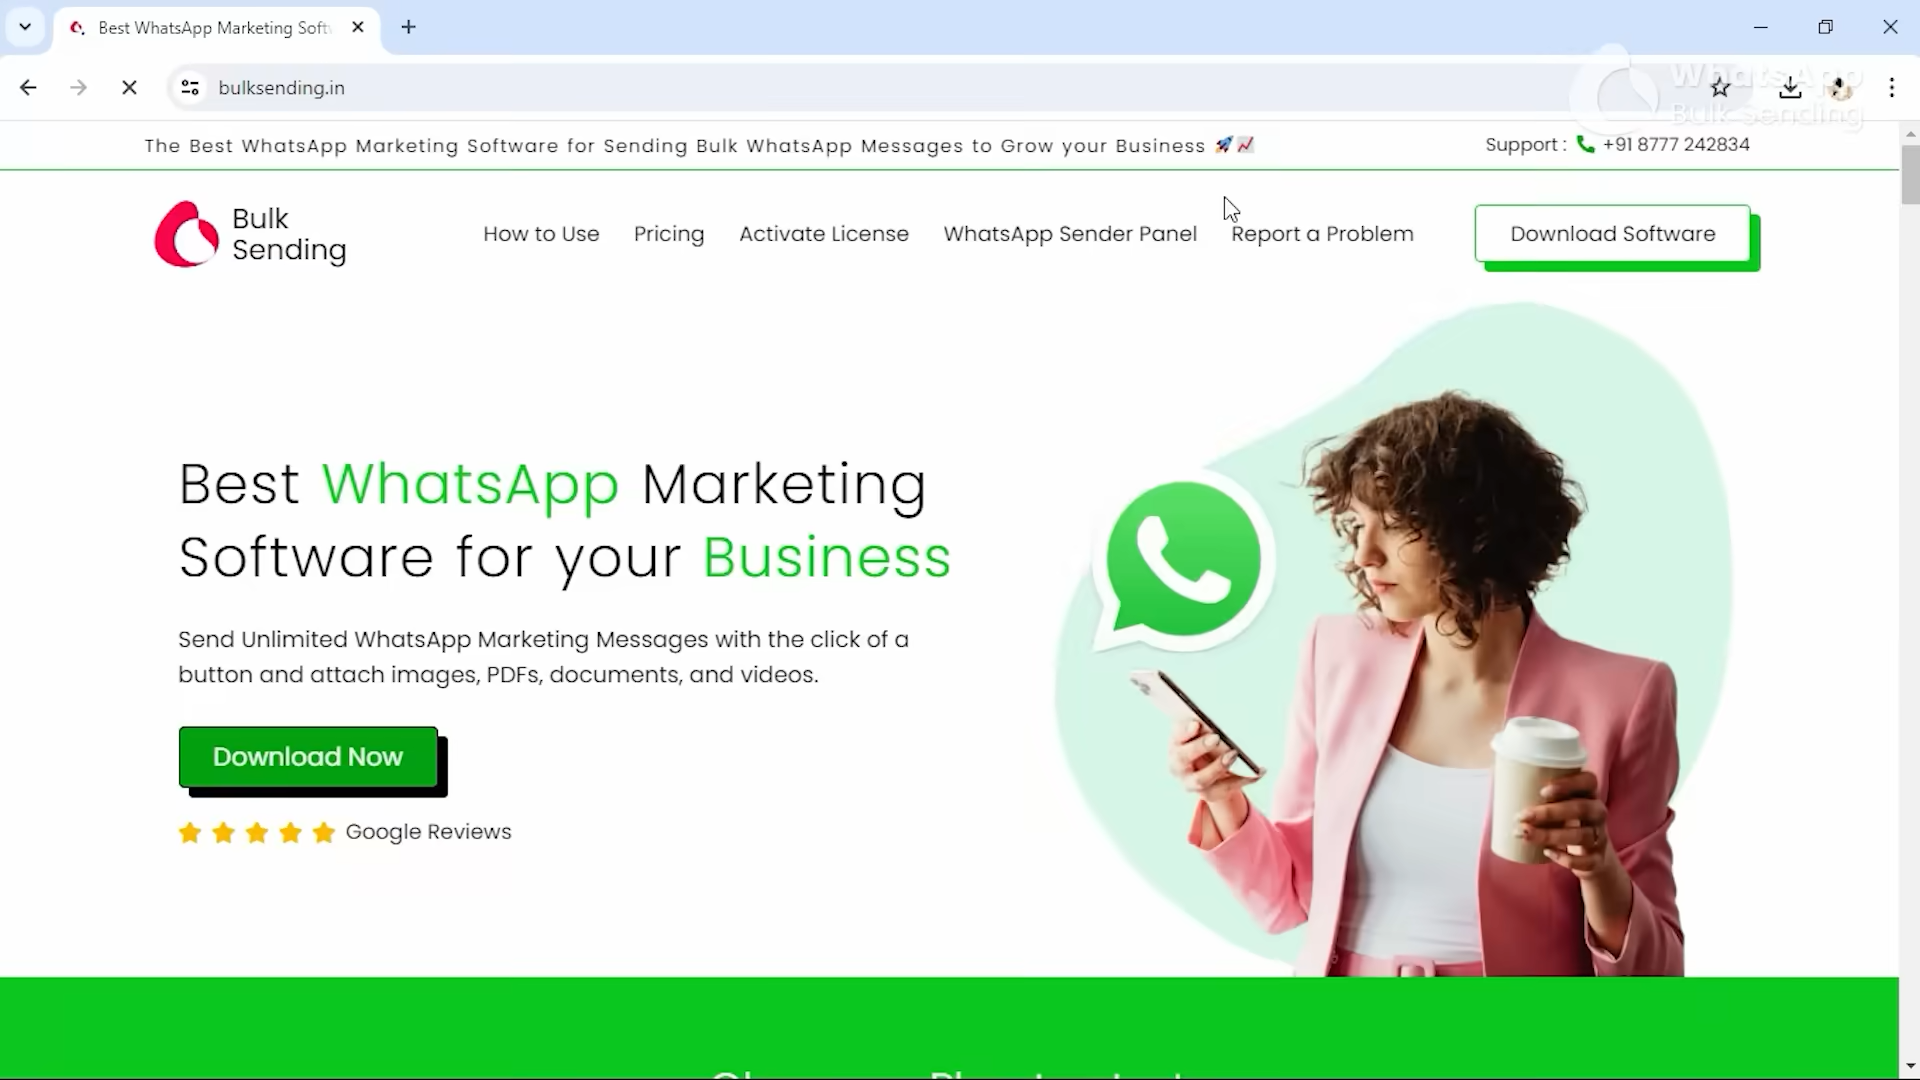 Best WhatsApp Marketing Soft
bulksending.in
WhatsApp
Bulk Sending
The Best WhatsApp Marketing Software for Sending Bulk WhatsApp Messages to Grow your Business 🚀📈
Support : +91 8777 242834
Bulk
Sending
How to Use
Pricing
Activate License
WhatsApp Sender Panel
Report a Problem
Download Software
Best WhatsApp Marketing
Software for your Business
Send Unlimited WhatsApp Marketing Messages with the click of a
button and attach images, PDFs, documents, and videos.
Download Now
Google Reviews